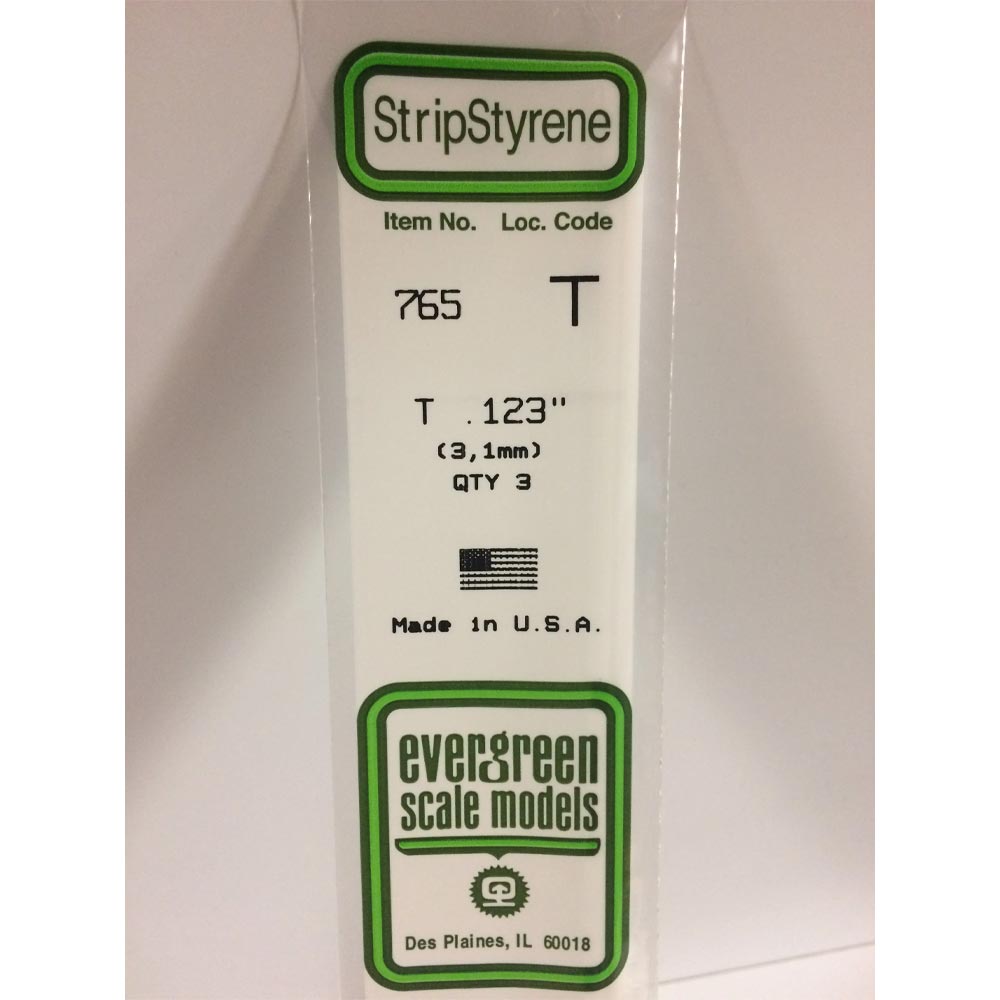 StripStyrene
Item No. Loc. Code
765 T
T .123"
(3,1mm)
QTY 3
Made in U.S.A.
evergreen
scale models
Des Plaines, IL 60018